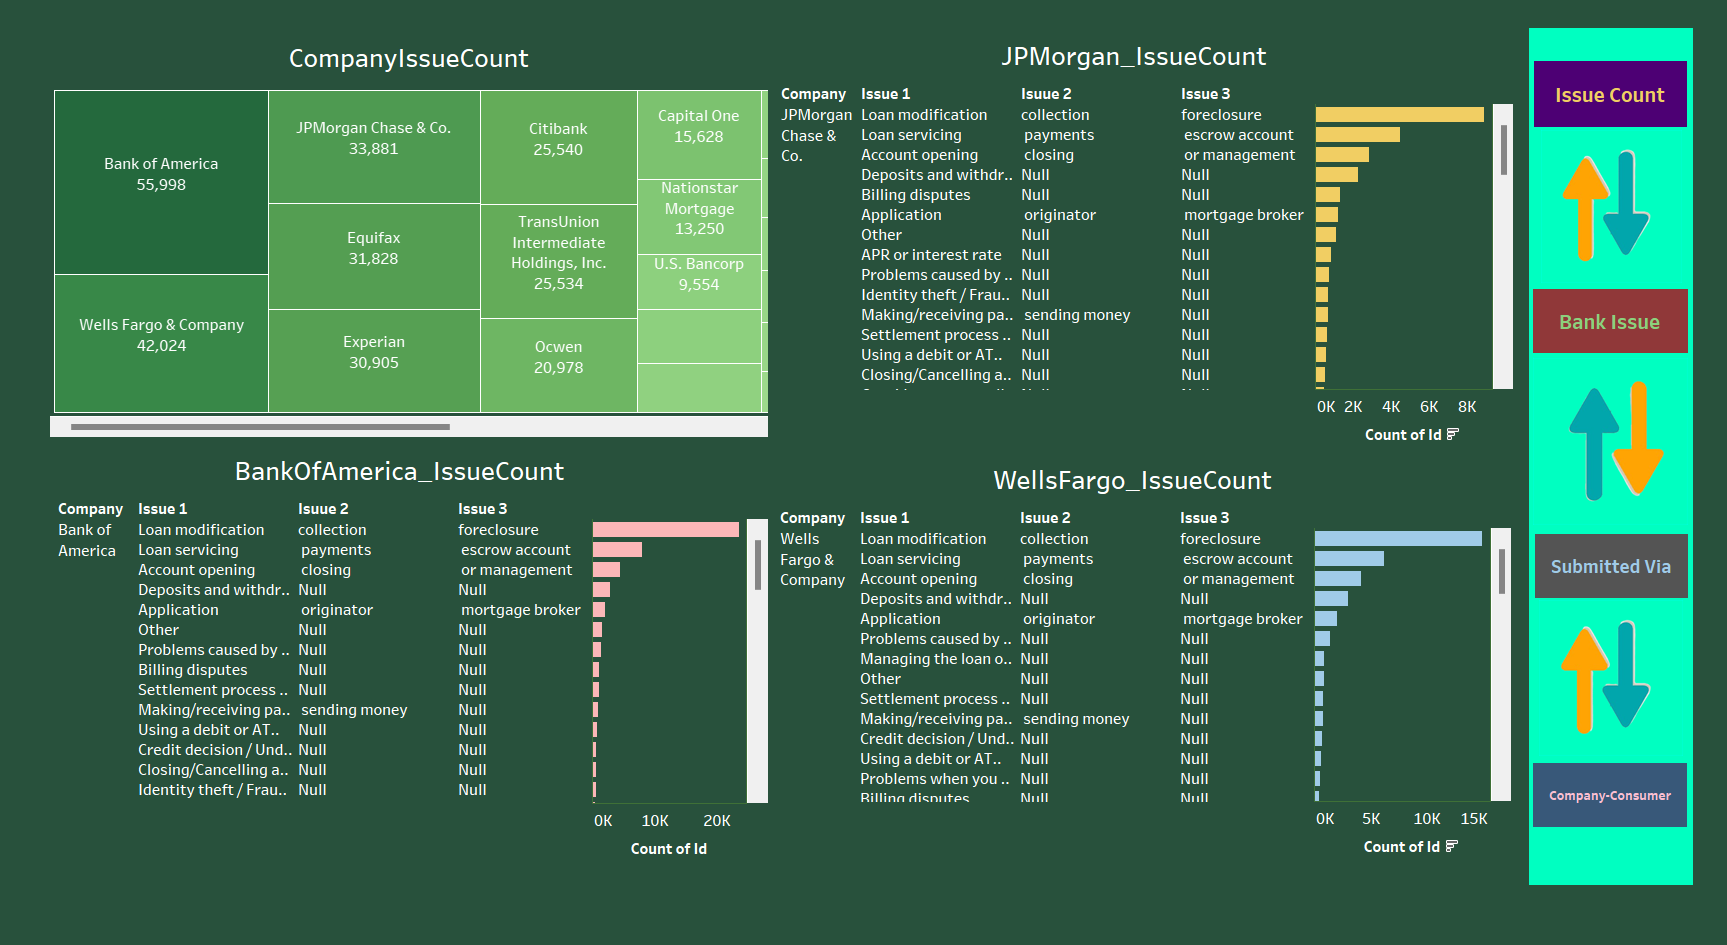 CompanyIssueCount
Bank of America
55,998
Wells Fargo & Company
42,024
JPMorgan Chase & Co.
33,881
Equifax
31,828
Experian
30,905
Citibank
25,540
TransUnion
Intermediate
Holdings, Inc.
25,534
Ocwen
20,978
Capital One
15,628
Nationstar
Mortgage
13,250
U.S. Bancorp
9,554
JPMorgan_IssueCount
Company Issue 1 Isuue 2 Issue 3
JPMorgan Loan modification collection foreclosure
Chase & Loan servicing payments escrow account
Co. Account opening closing or management
Deposits and withdr.. Null Null
Billing disputes Null Null
Application originator mortgage broker
Other Null Null
APR or interest rate Null Null
Problems caused by .. Null Null
Identity theft / Frau.. Null Null
Making/receiving pa.. sending money Null
Settlement process .. Null Null
Using a debit or AT.. Null Null
Closing/Cancelling a.. Null Null
0K 2K 4K 6K 8K
Count of Id
BankOfAmerica_IssueCount
Company Issue 1 Isuue 2 Issue 3
Bank of Loan modification collection foreclosure
America Loan servicing payments escrow account
Account opening closing or management
Deposits and withdr.. Null Null
Application originator mortgage broker
Other Null Null
Problems caused by .. Null Null
Billing disputes Null Null
Settlement process .. Null Null
Making/receiving pa.. sending money Null
Using a debit or AT.. Null Null
Credit decision / Und.. Null Null
Closing/Cancelling a.. Null Null
Identity theft / Frau.. Null Null
0K 10K 20K
Count of Id
WellsFargo_IssueCount
Company Issue 1 Isuue 2 Issue 3
Wells Loan modification collection foreclosure
Fargo & Loan servicing payments escrow account
Company Account opening closing or management
Deposits and withdr.. Null Null
Application originator mortgage broker
Problems caused by .. Null Null
Managing the loan o.. Null Null
Other Null Null
Settlement process .. Null Null
Making/receiving pa.. sending money Null
Credit decision / Und.. Null Null
Using a debit or AT.. Null Null
Problems when you .. Null Null
Billing disputes Null Null
0K 5K 10K 15K
Count of Id
Issue Count
Bank Issue
Submitted Via
Company-Consumer